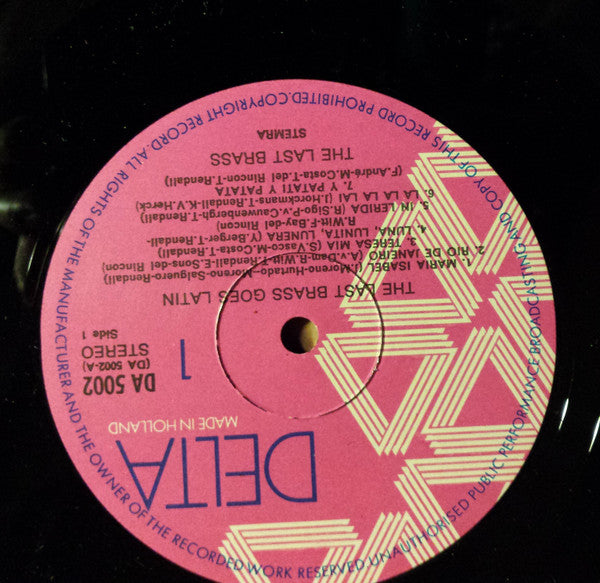 DELTA
MADE IN HOLLAND
DA 5002
(DA 5002-A)
STEREO
Side 1
1
THE LAST BRASS GOES LATIN
1. MARIA ISABEL (J.Moreno-Hurtado-Moreno-Salguero-Rendall)
2. RIO DE JANEIRO (A.v.Dam-R.Witt-T.Rendall-E.Sons-del Rincon)
3. TERESA MIA (S.Vasco-M.Costa-T.Rendall)
4. LUNA, LUNITA, LUNERA (Y.Berger-T.Rendall-
R.Witt-F.Bay-del Rincon)
5. IN LERIDA (R.Sigo-P.v.Cauwenbergh-T.Rendall)
6. LA LA LAI (J.Horckmans-T.Rendall-K.V.Herck)
7. Y PATATI Y PATATA
(F.André-M.Costa-T.del Rincon-T.Rendall)
THE LAST BRASS
STEMRA
ALL RIGHTS OF THE MANUFACTURER AND THE OWNER OF THE RECORDED WORK RESERVED. UNAUTHORISED PUBLIC PERFORMANCE BROADCASTING AND COPY OF THIS RECORD PROHIBITED. COPYRIGHT RECORD.